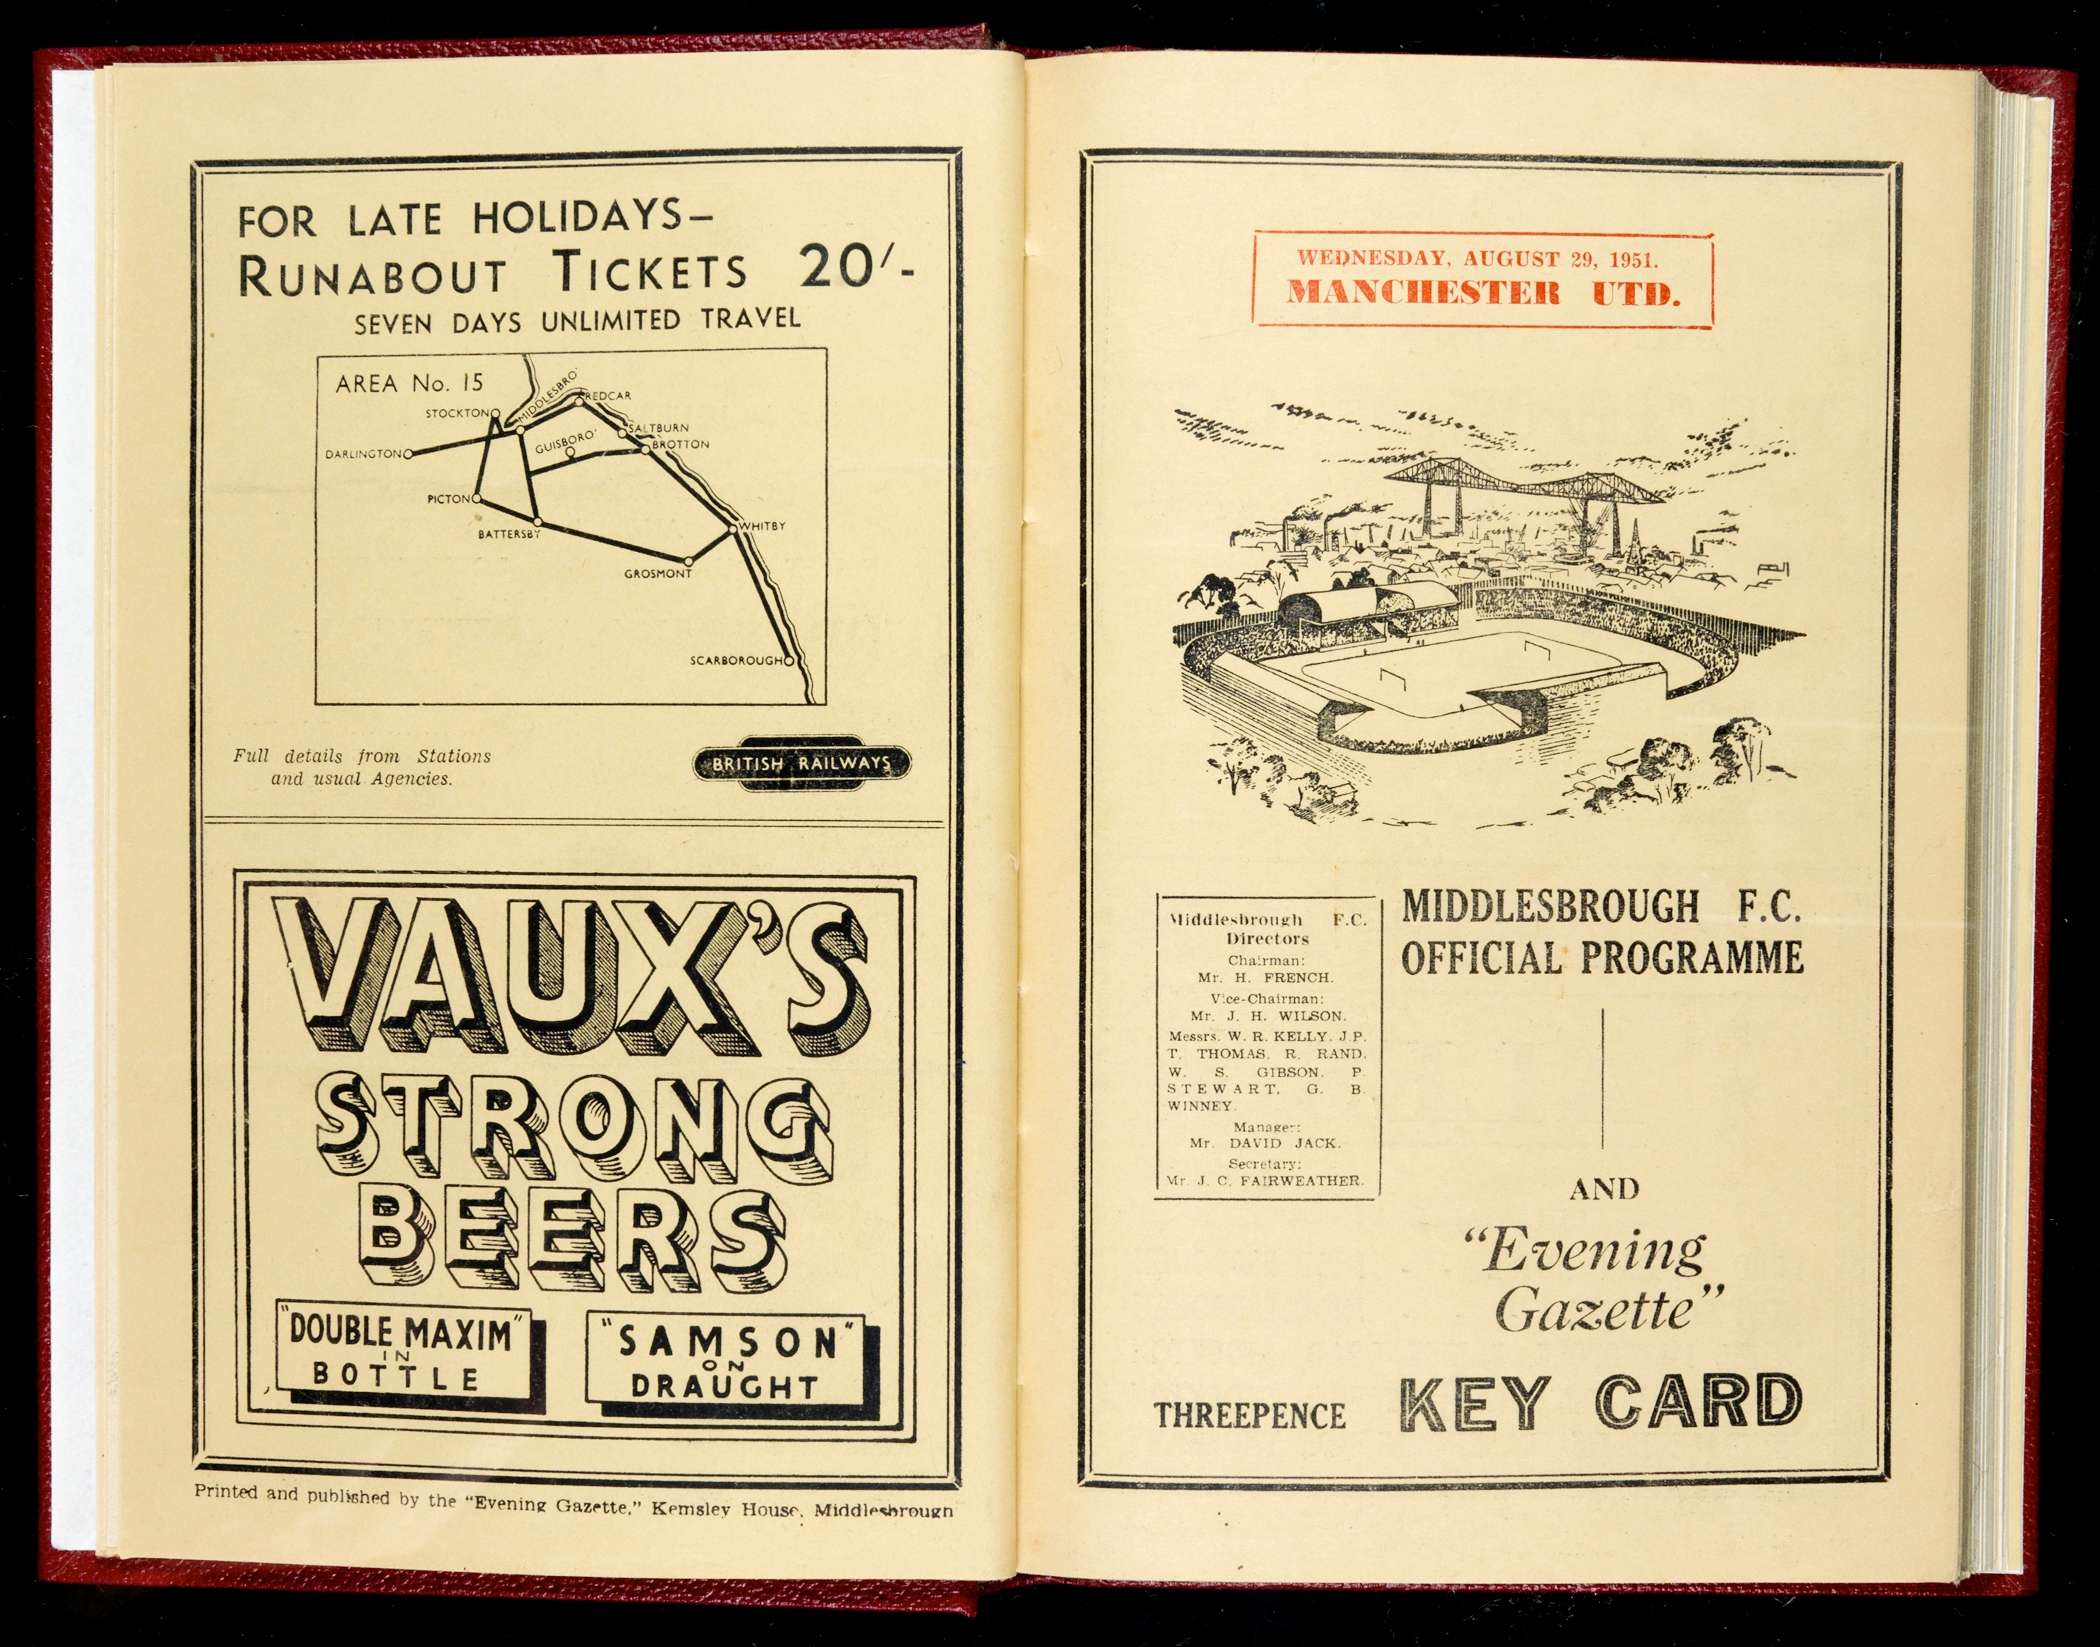 FOR LATE HOLIDAYS–
RUNABOUT TICKETS 20/-
SEVEN DAYS UNLIMITED TRAVEL
AREA No. 15
MIDDLESBRO'
REDCAR
STOCKTON
SALTBURN
GUISBORO'
BROTTON
DARLINGTON
PICTON
BATTERSBY
WHITBY
GROSMONT
SCARBOROUGH
Full details from Stations
and usual Agencies.
BRITISH RAILWAYS
VAUX'S
STRONG
BEERS
"DOUBLE MAXIM"
IN
BOTTLE
"SAMSON"
ON
DRAUGHT
Printed and published by the "Evening Gazette," Kemsley House, Middlesbrough
WEDNESDAY, AUGUST 29, 1951.
MANCHESTER UTD.
Middlesbrough F.C.
Directors
Chairman:
Mr. H. FRENCH.
Vice-Chairman:
Mr. J. H. WILSON.
Messrs. W. R. KELLY. J.P.
T. THOMAS. R. RAND.
W. S. GIBSON. P.
STEWART, G. B.
WINNEY.
Manager:
Mr. DAVID JACK.
Secretary:
Mr. J. C. FAIRWEATHER.
MIDDLESBROUGH F.C.
OFFICIAL PROGRAMME
AND
"Evening
Gazette"
THREEPENCE KEY CARD